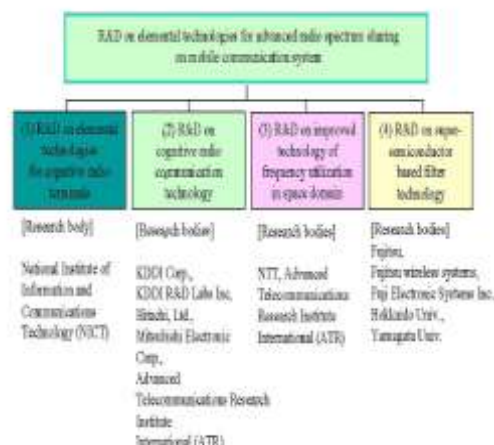 R&D on elemental technologies for advanced radio spectrum sharing
on mobile communication system
(1) R&D on elemental
technologies
for cognitive radio
terminals
(2) R&D on
cognitive radio
communication
technology
(3) R&D on improved
technology of
frequency utilization
in space domain
(4) R&D on super-
semiconductor
based filter
technology
[Research body]
National Institute of
Information and
Communications
Technology (NICT)
[Research bodies]
KDDI Corp.,
KDDI R&D Labs Inc,
Hitachi, Ltd.,
Mitsubishi Electronic
Corp.,
Advanced
Telecommunications Research
Institute
International (ATR)
[Research bodies]
NTT, Advanced
Telecommunications
Research Institute
International (ATR)
[Research bodies]
Fujitsu,
Fujitsu wireless systems,
Fuji Electronic Systems Inc.
Hokkaido Univ.,
Yamagata Univ.